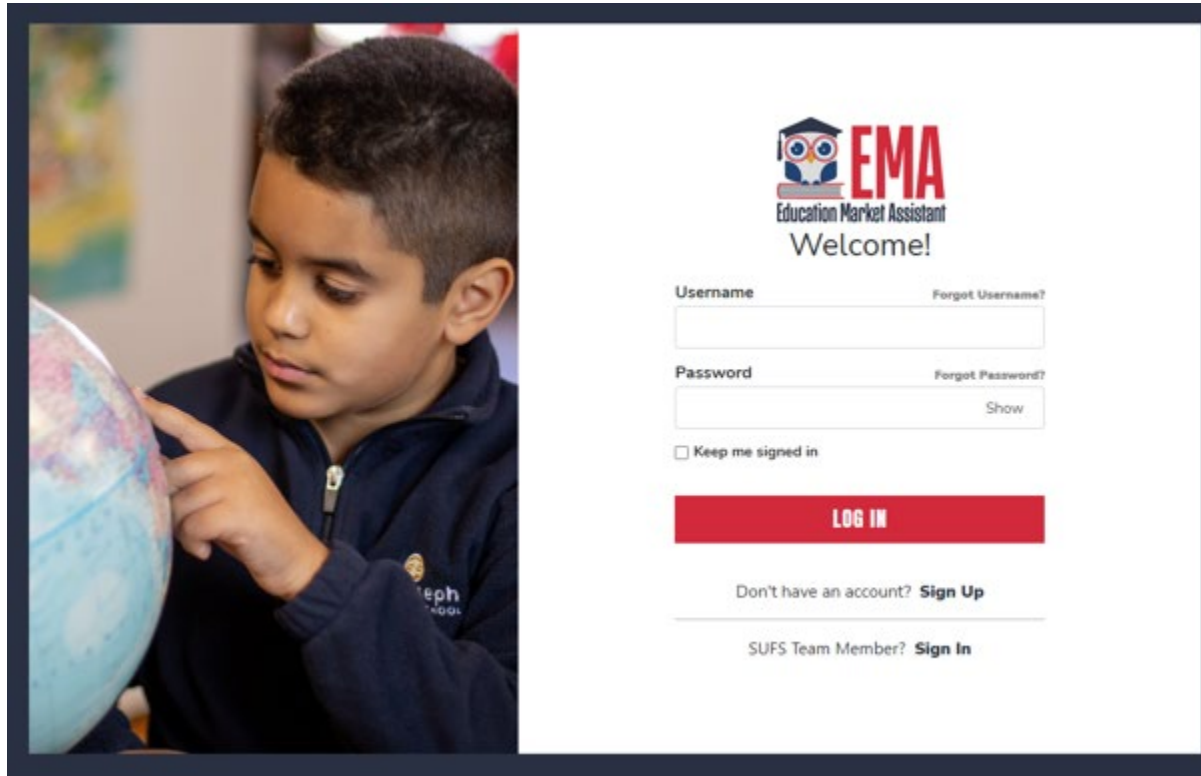 EMA
Education Market Assistant
Welcome!
Username Forgot Username?
Password Forgot Password?
Show
Keep me signed in
LOG IN
Don't have an account? Sign Up
SUFS Team Member? Sign In